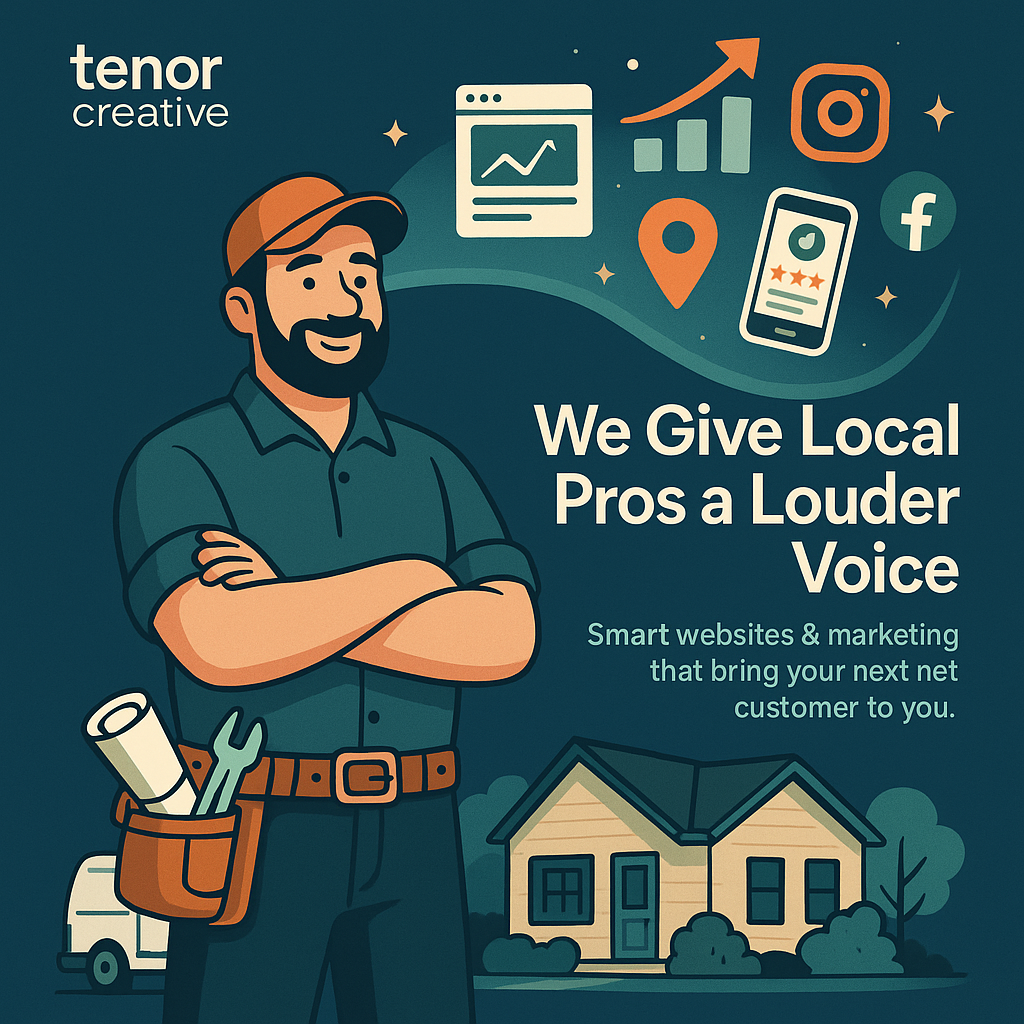 tenor
creative
f
We Give Local
Pros a Louder
Voice
Smart websites & marketing
that bring your next net
customer to you.